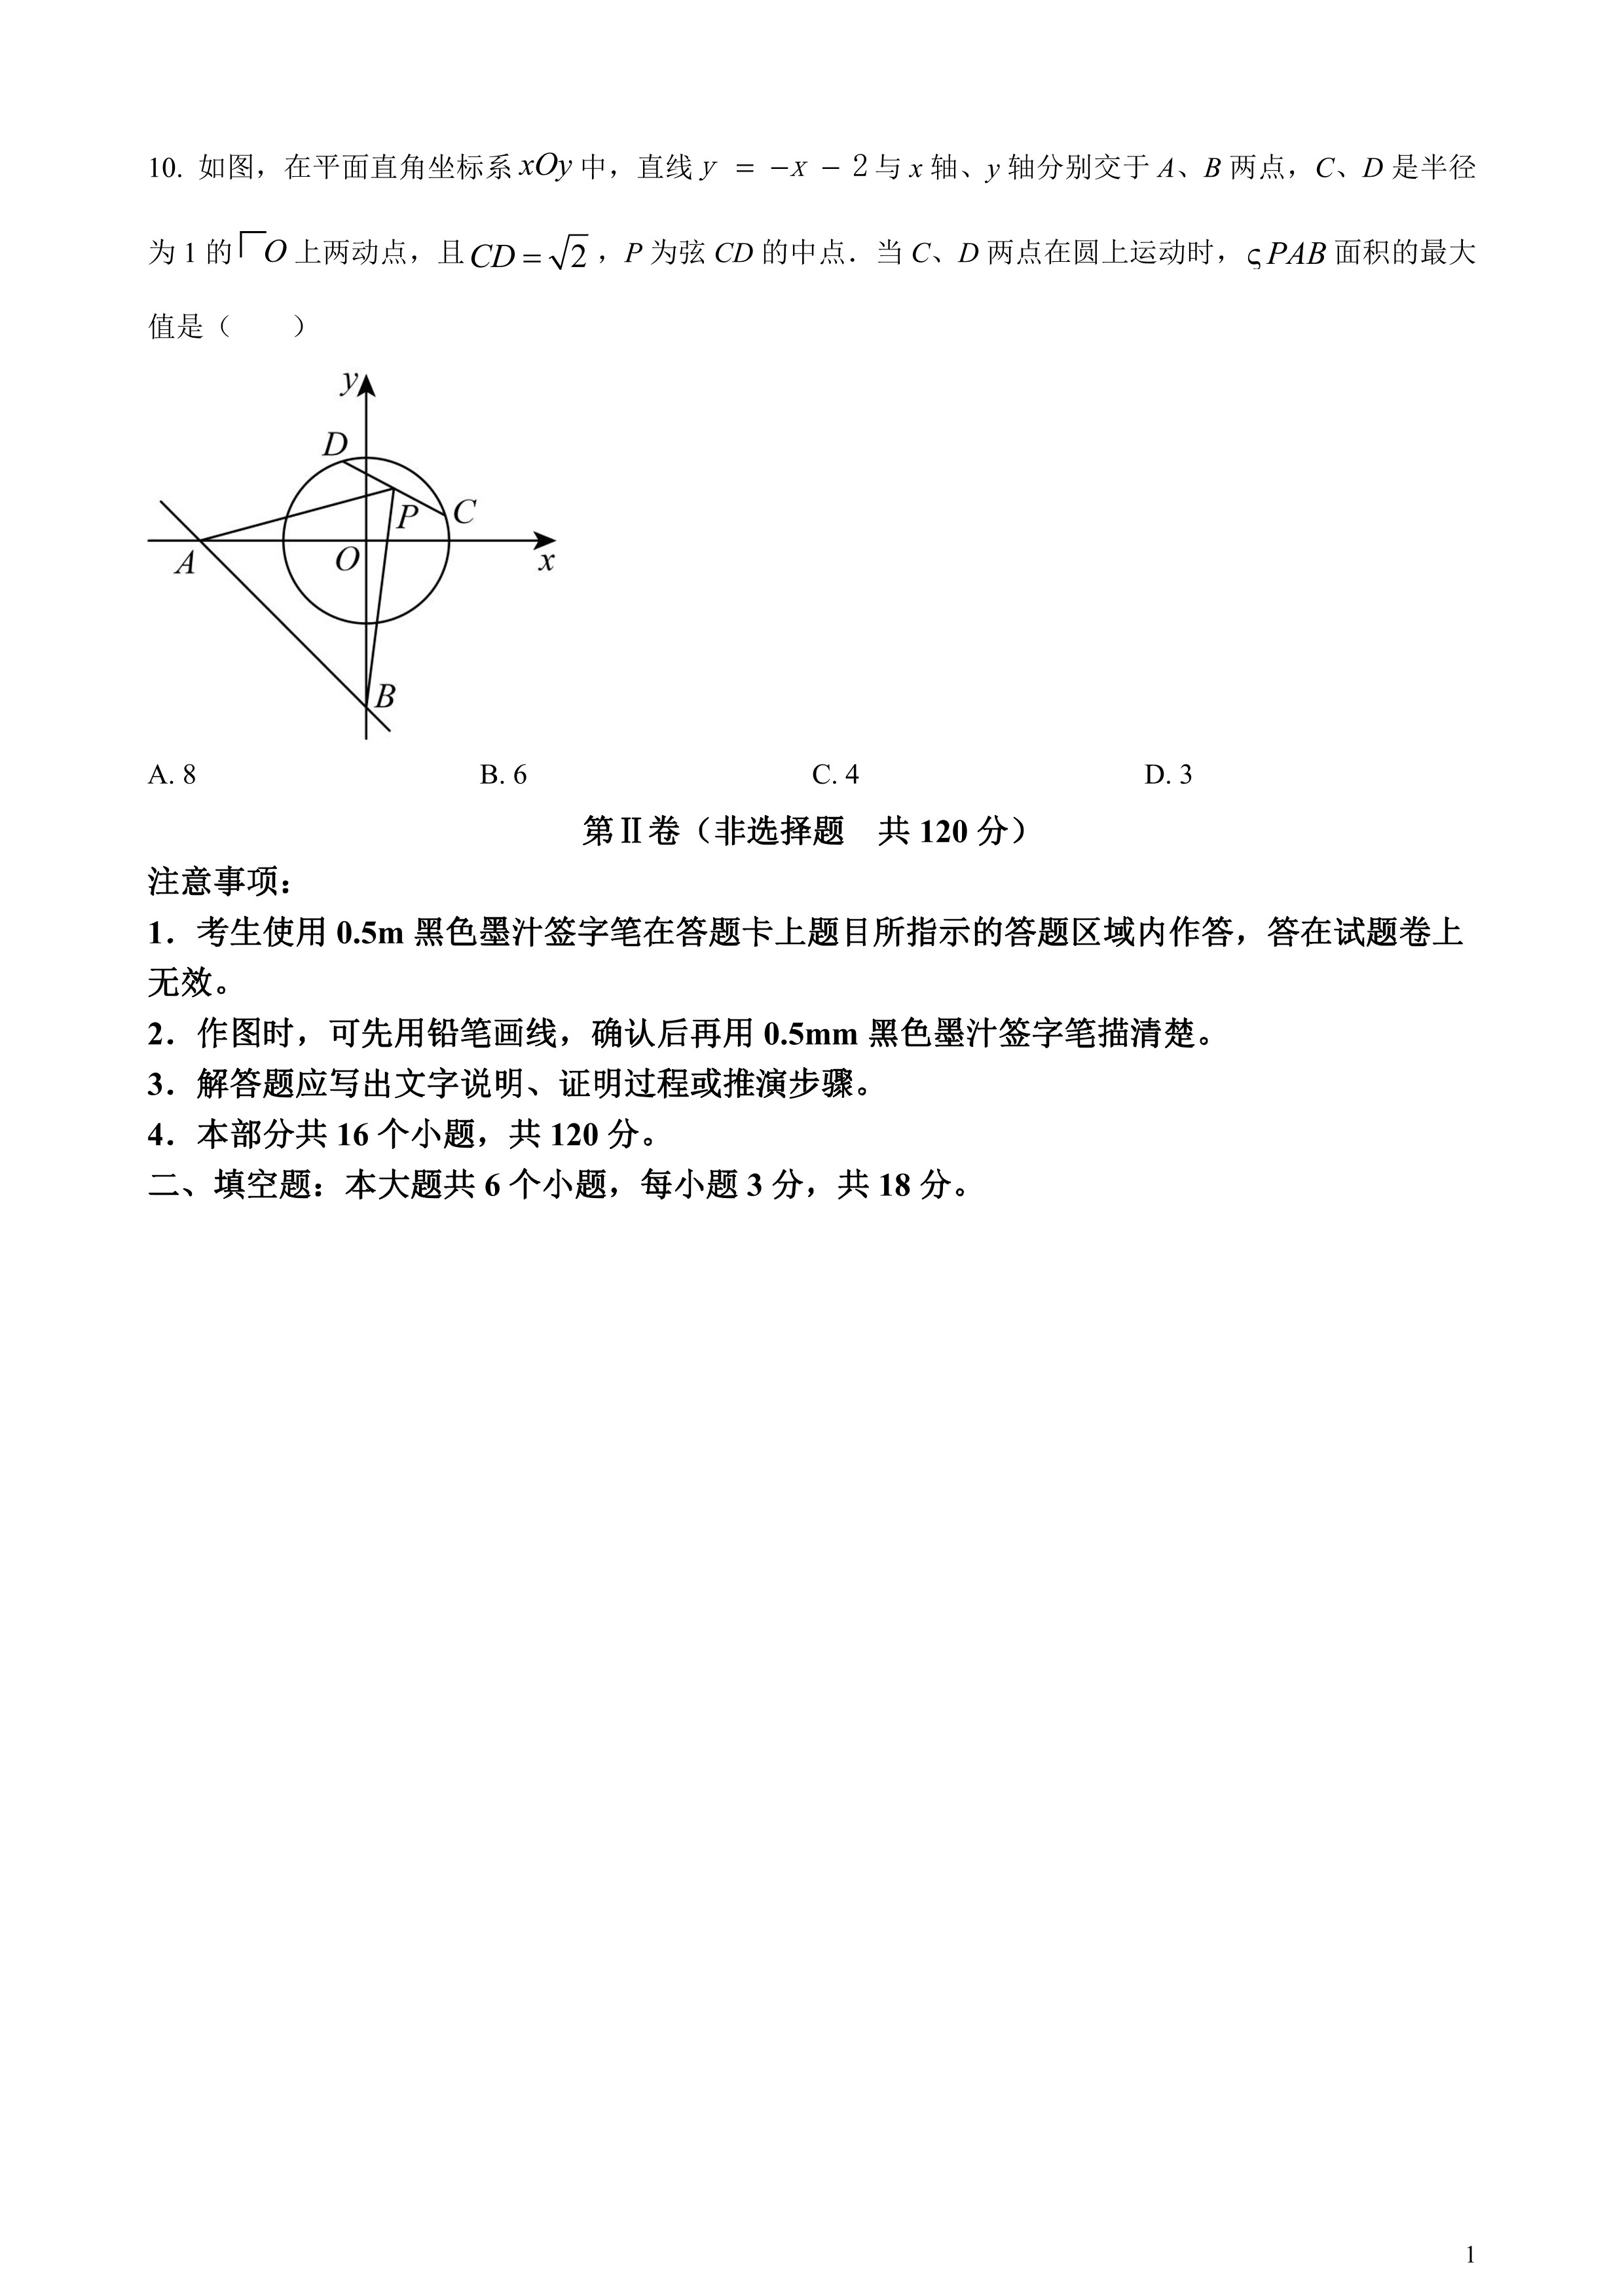 10. 如图，在平面直角坐标系 xOy 中，直线 y = −x − 2 与 x 轴、y 轴分别交于 A、B 两点，C、D 是半径
为 1 的 ⎾O 上两动点，且 CD = √2 ，P 为弦 CD 的中点．当 C、D 两点在圆上运动时，ς PAB 面积的最大
值是（　　）
y
D
C
P
A
O
x
B
A. 8 B. 6 C. 4 D. 3
第Ⅱ卷（非选择题　共 120 分）
注意事项：
1．考生使用 0.5m 黑色墨汁签字笔在答题卡上题目所指示的答题区域内作答，答在试题卷上
无效。
2．作图时，可先用铅笔画线，确认后再用 0.5mm 黑色墨汁签字笔描清楚。
3．解答题应写出文字说明、证明过程或推演步骤。
4．本部分共 16 个小题，共 120 分。
二、填空题：本大题共 6 个小题，每小题 3 分，共 18 分。
1